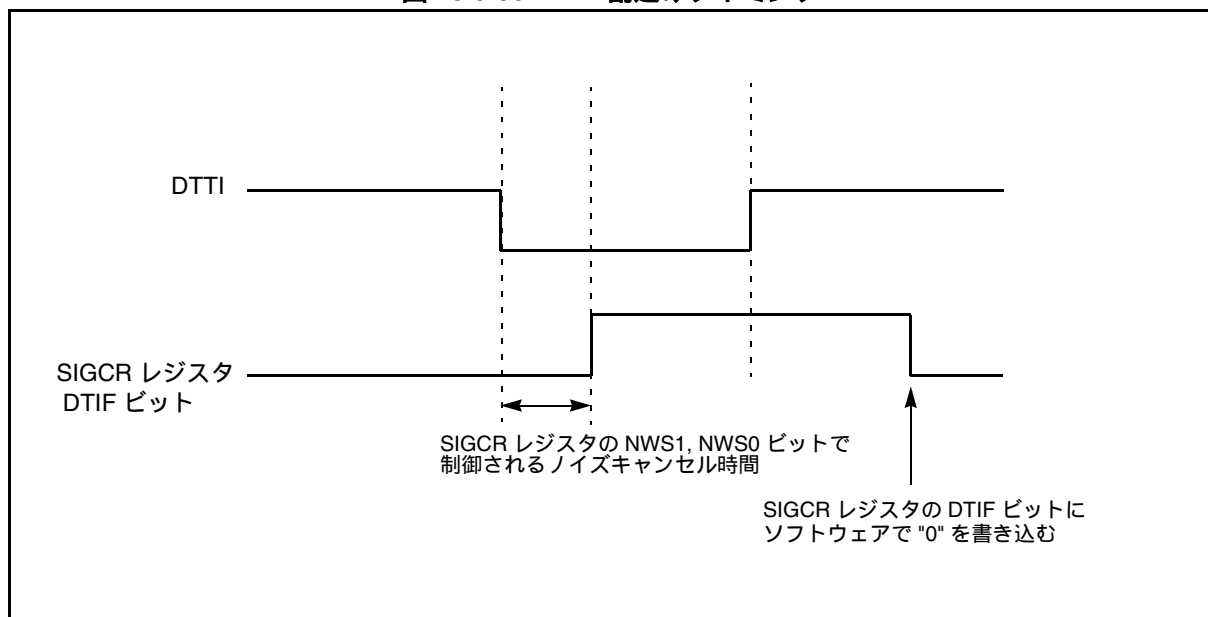 DTTI
SIGCR レジスタ
DTIF ビット
SIGCR レジスタの NWS1, NWS0 ビットで
制御されるノイズキャンセル時間
SIGCR レジスタの DTIF ビットに
ソフトウェアで "0" を書き込む